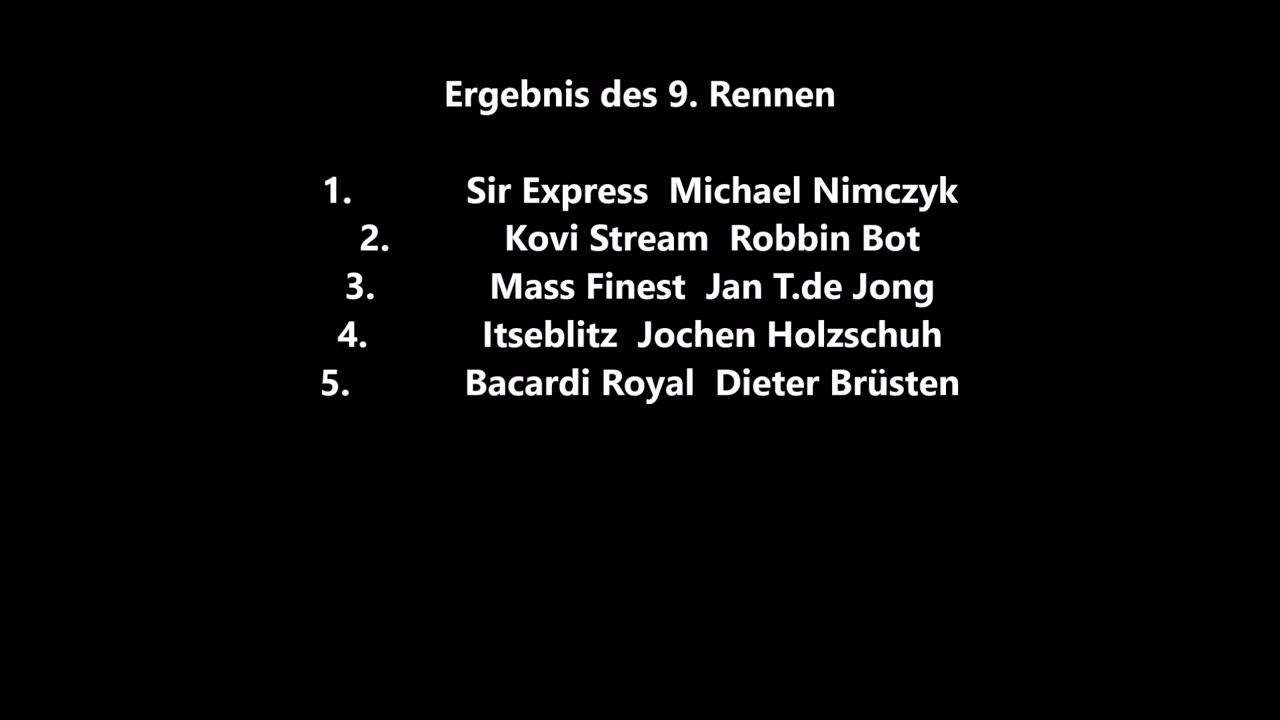 Ergebnis des 9. Rennen
1. Sir Express Michael Nimczyk
2. Kovi Stream Robbin Bot
3. Mass Finest Jan T.de Jong
4. Itseblitz Jochen Holzschuh
5. Bacardi Royal Dieter Brüsten